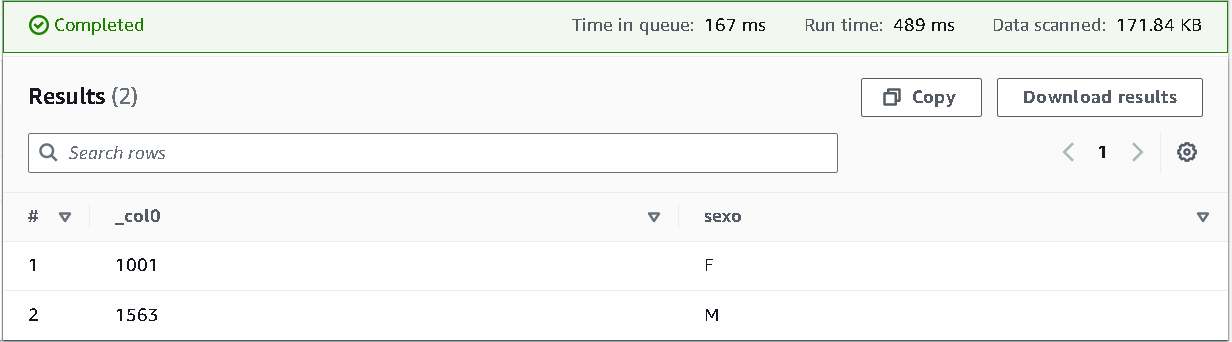 Completed Time in queue: 167 ms Run time: 489 ms Data scanned: 171.84 KB
Results (2) Copy Download results
Search rows 1
# _col0 sexo
1 1001 F
2 1563 M